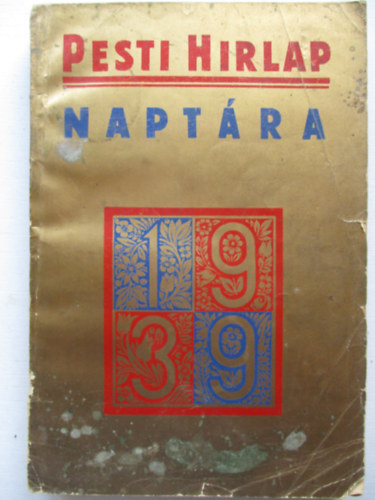 PESTI HIRLAP
NAPTÁRA
19
39